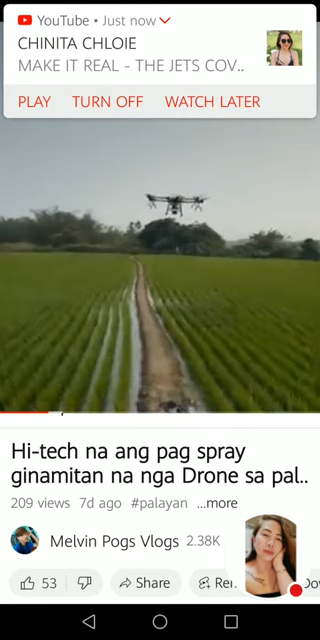 YouTube • Just now
CHINITA CHLOIE
MAKE IT REAL - THE JETS COV..
PLAY TURN OFF WATCH LATER
Hi-tech na ang pag spray
ginamitan na nga Drone sa pal..
209 views 7d ago #palayan ...more
Melvin Pogs Vlogs 2.38K
53 Share